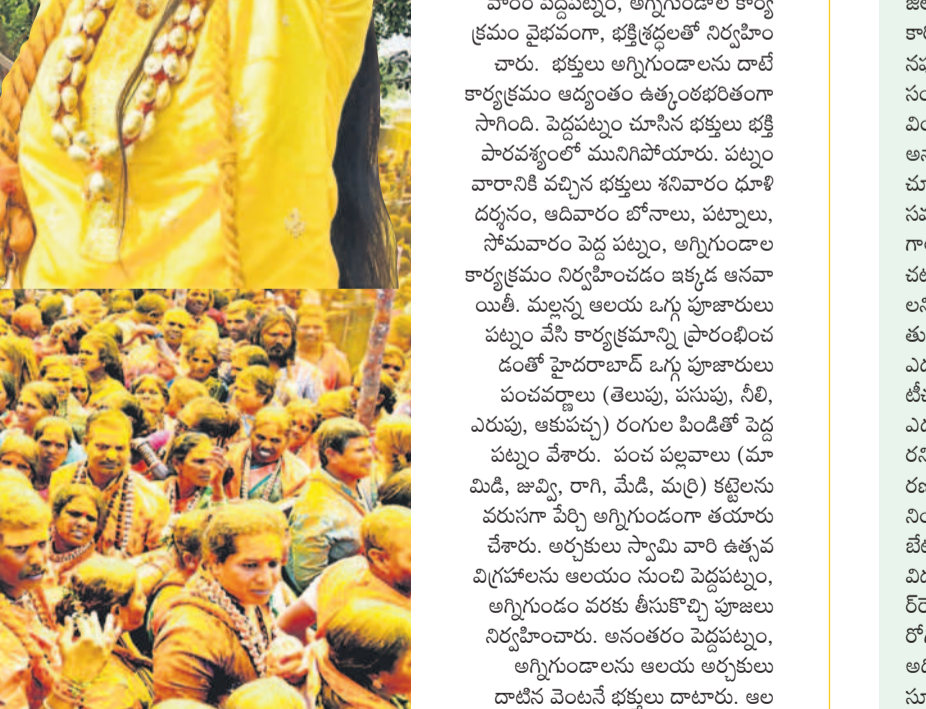 వారం పెద్దపట్నం, అగ్నిగుండాల కార్య
క్రమం వైభవంగా, భక్తిశ్రద్ధలతో నిర్వహిం
చారు. భక్తులు అగ్నిగుండాలను దాటే
కార్యక్రమం ఆద్యంతం ఉత్కంఠభరితంగా
సాగింది. పెద్దపట్నం చూసిన భక్తులు భక్తి
పారవశ్యంలో మునిగిపోయారు. పట్నం
వారానికి వచ్చిన భక్తులు శనివారం ధూళి
దర్శనం, ఆదివారం బోనాలు, పట్నాలు,
సోమవారం పెద్ద పట్నం, అగ్నిగుండాల
కార్యక్రమం నిర్వహించడం ఇక్కడ ఆనవా
యితీ. మల్లన్న ఆలయ ఒగ్గు పూజారులు
పట్నం వేసి కార్యక్రమాన్ని ప్రారంభించ
డంతో హైదరాబాద్ ఒగ్గు పూజారులు
పంచవర్ణాలు (తెలుపు, పసుపు, నీలి,
ఎరుపు, ఆకుపచ్చ) రంగుల పిండితో పెద్ద
పట్నం వేశారు. పంచ పల్లవాలు (మా
మిడి, జువ్వి, రాగి, మేడి, మర్రి) కట్టెలను
వరుసగా పేర్చి అగ్నిగుండంగా తయారు
చేశారు. అర్చకులు స్వామి వారి ఉత్సవ
విగ్రహాలను ఆలయం నుంచి పెద్దపట్నం,
అగ్నిగుండం వరకు తీసుకొచ్చి పూజలు
నిర్వహించారు. అనంతరం పెద్దపట్నం,
అగ్నిగుండాలను ఆలయ అర్చకులు
దాటిన వెంటనే భక్తులు దాటారు. ఆల